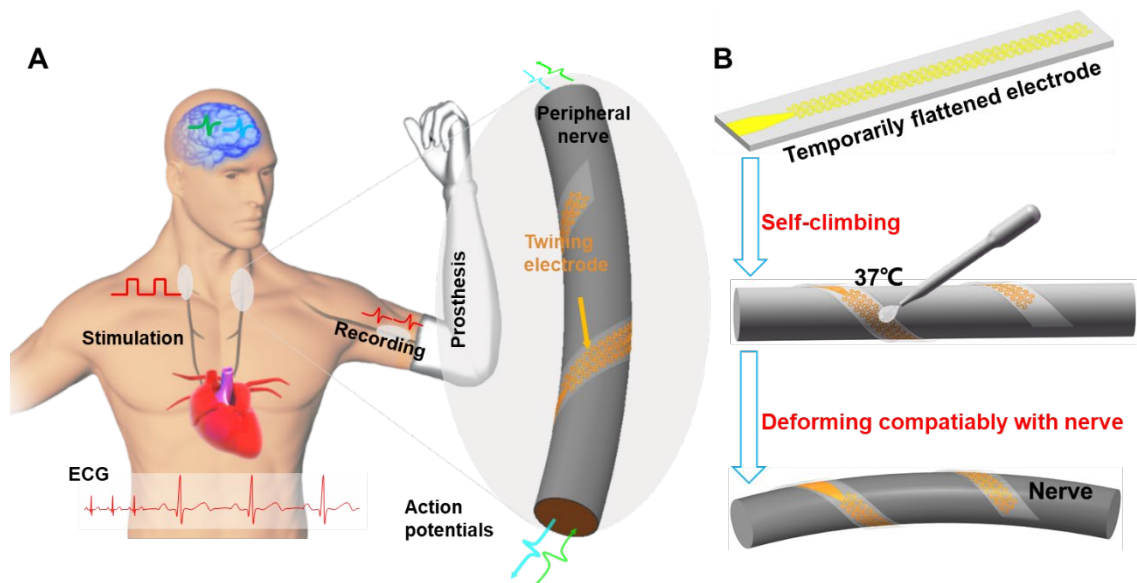 A
Stimulation
Recording
Prosthesis
ECG
Peripheral
nerve
Twining
electrode
Action
potentials
B
Temporarily flattened electrode
Self-climbing
37℃
Deforming compatiably with nerve
Nerve